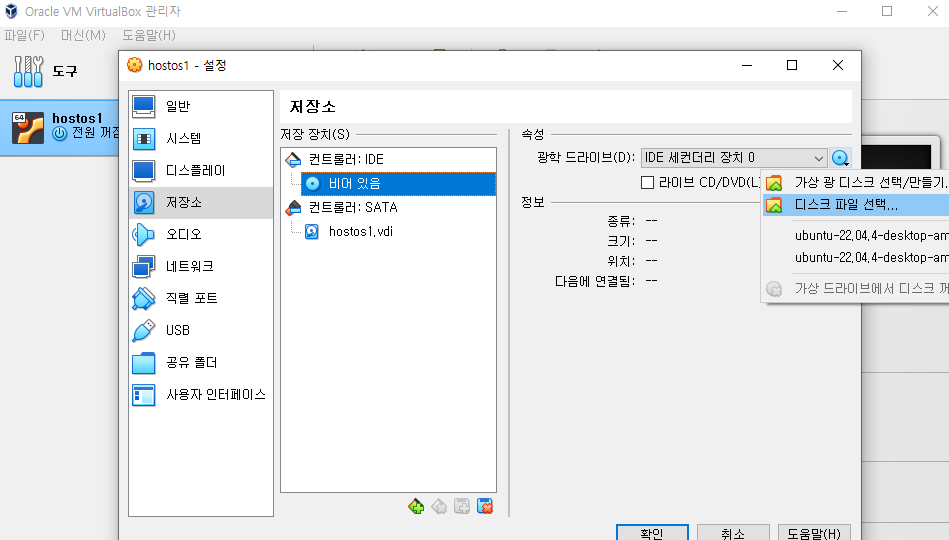 Oracle VM VirtualBox 관리자
파일(F) 머신(M) 도움말(H)
도구
64
hostos1
전원 꺼짐
hostos1 - 설정
일반
시스템
디스플레이
저장소
오디오
네트워크
직렬 포트
USB
공유 폴더
사용자 인터페이스
저장소
저장 장치(S)
컨트롤러: IDE
비어 있음
컨트롤러: SATA
hostos1.vdi
속성
광학 드라이브(D): IDE 세컨더리 장치 0
라이브 CD/DVD(L)
정보
종류: --
크기: --
위치: --
다음에 연결됨: --
가상 광 디스크 선택/만들기.
디스크 파일 선택...
ubuntu-22.04.4-desktop-am
ubuntu-22.04.4-desktop-am
가상 드라이브에서 디스크 꺼
확인 취소 도움말(H)